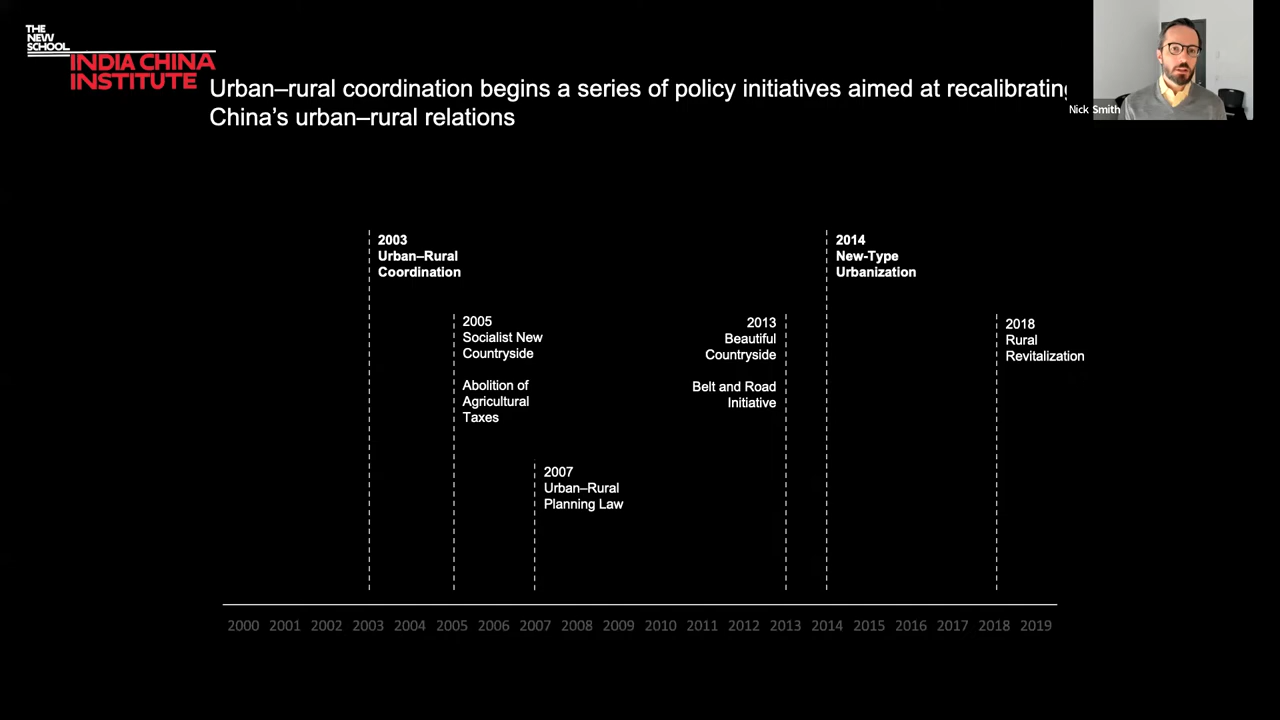 THE
NEW
SCHOOL
INDIA CHINA
INSTITUTE
Urban–rural coordination begins a series of policy initiatives aimed at recalibrating
China’s urban–rural relations
Nick Smith
2003
Urban–Rural
Coordination
2005
Socialist New
Countryside
Abolition of
Agricultural
Taxes
2007
Urban–Rural
Planning Law
2013
Beautiful
Countryside
Belt and Road
Initiative
2014
New-Type
Urbanization
2018
Rural
Revitalization
2000 2001 2002 2003 2004 2005 2006 2007 2008 2009 2010 2011 2012 2013 2014 2015 2016 2017 2018 2019